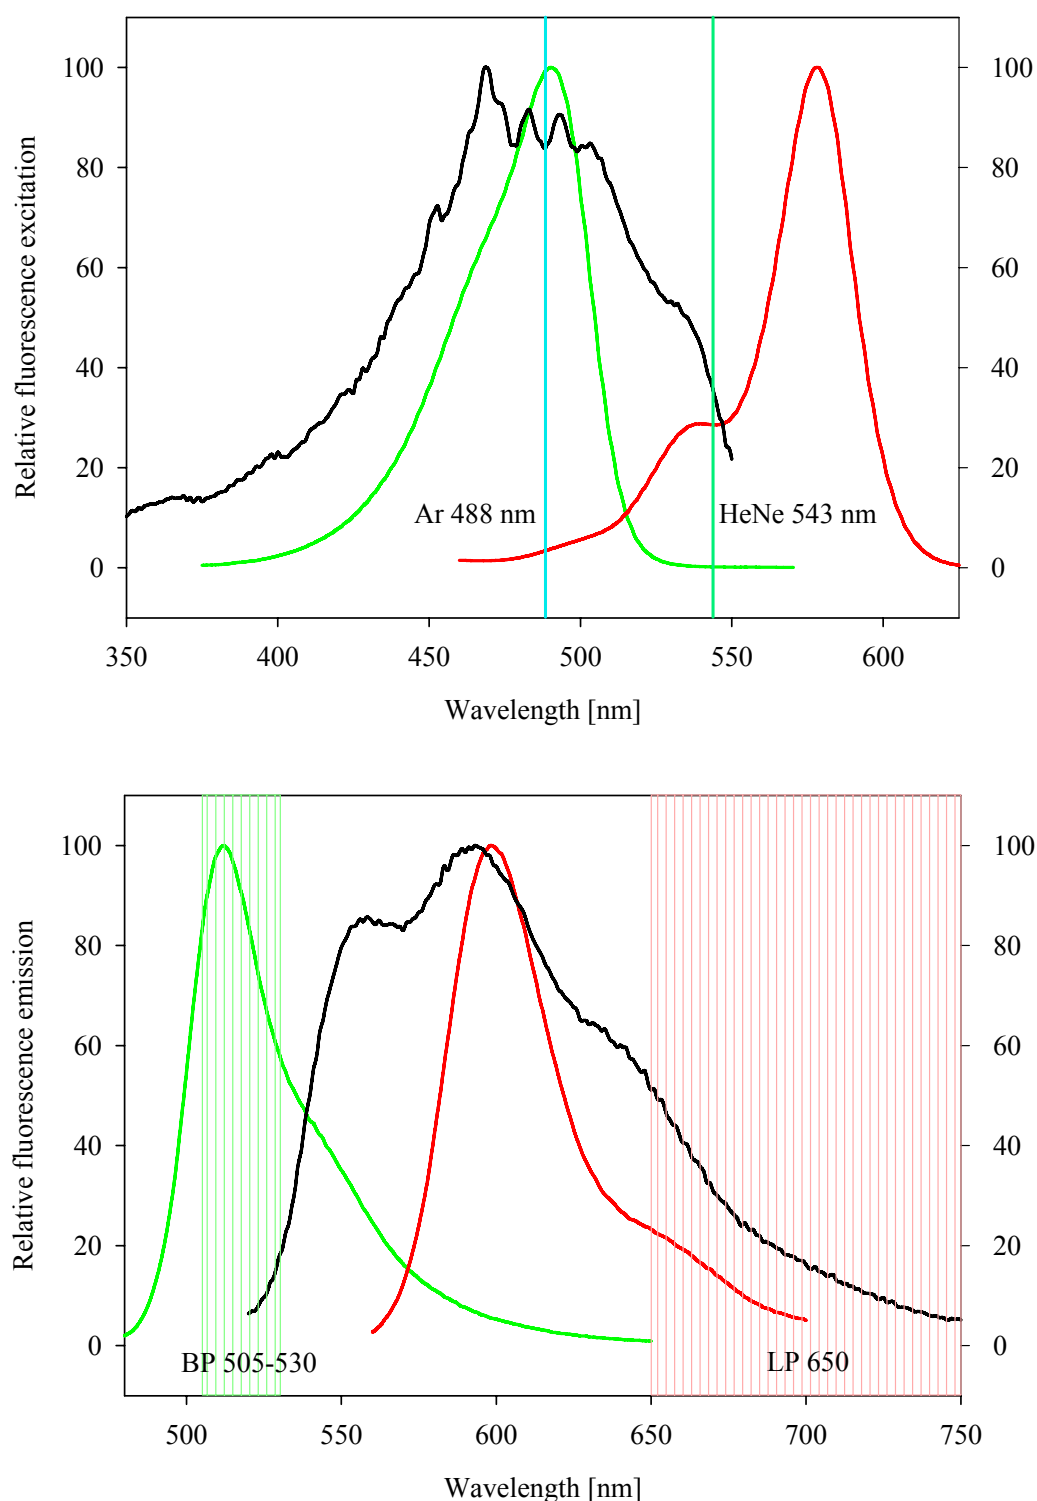 Relative fluorescence excitation
100 100
80 80
60 60
40 40
20 20
0 0
Ar 488 nm HeNe 543 nm
350 400 450 500 550 600
Wavelength [nm]
Relative fluorescence emission
100 100
80 80
60 60
40 40
20 20
0 0
BP 505-530 LP 650
500 550 600 650 700 750
Wavelength [nm]